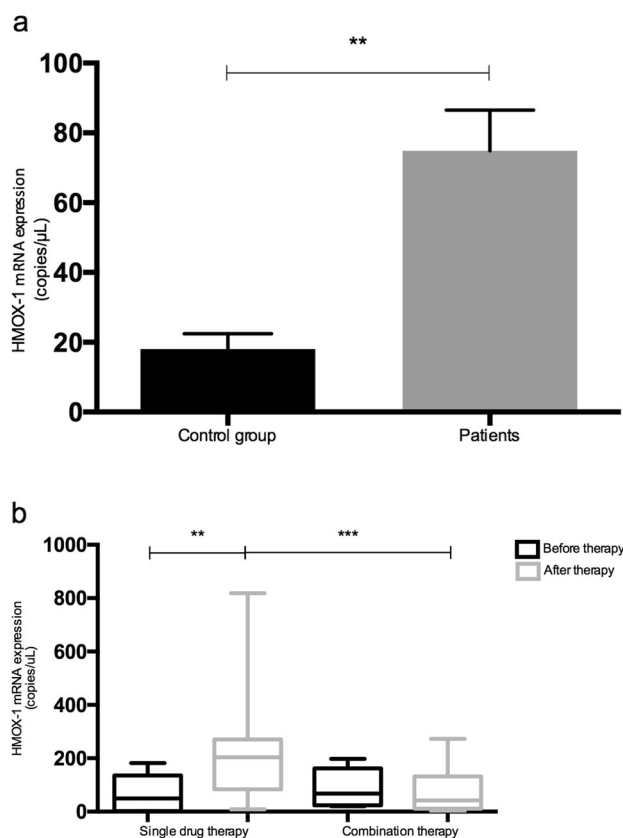 a
**
100
80
60
40
20
0
HMOX-1 mRNA expression
(copies/µL)
Control group
Patients
b
**
***
1000
800
600
400
200
0
HMOX-1 mRNA expression
(copies/uL)
Single drug therapy
Combination therapy
Before therapy
After therapy